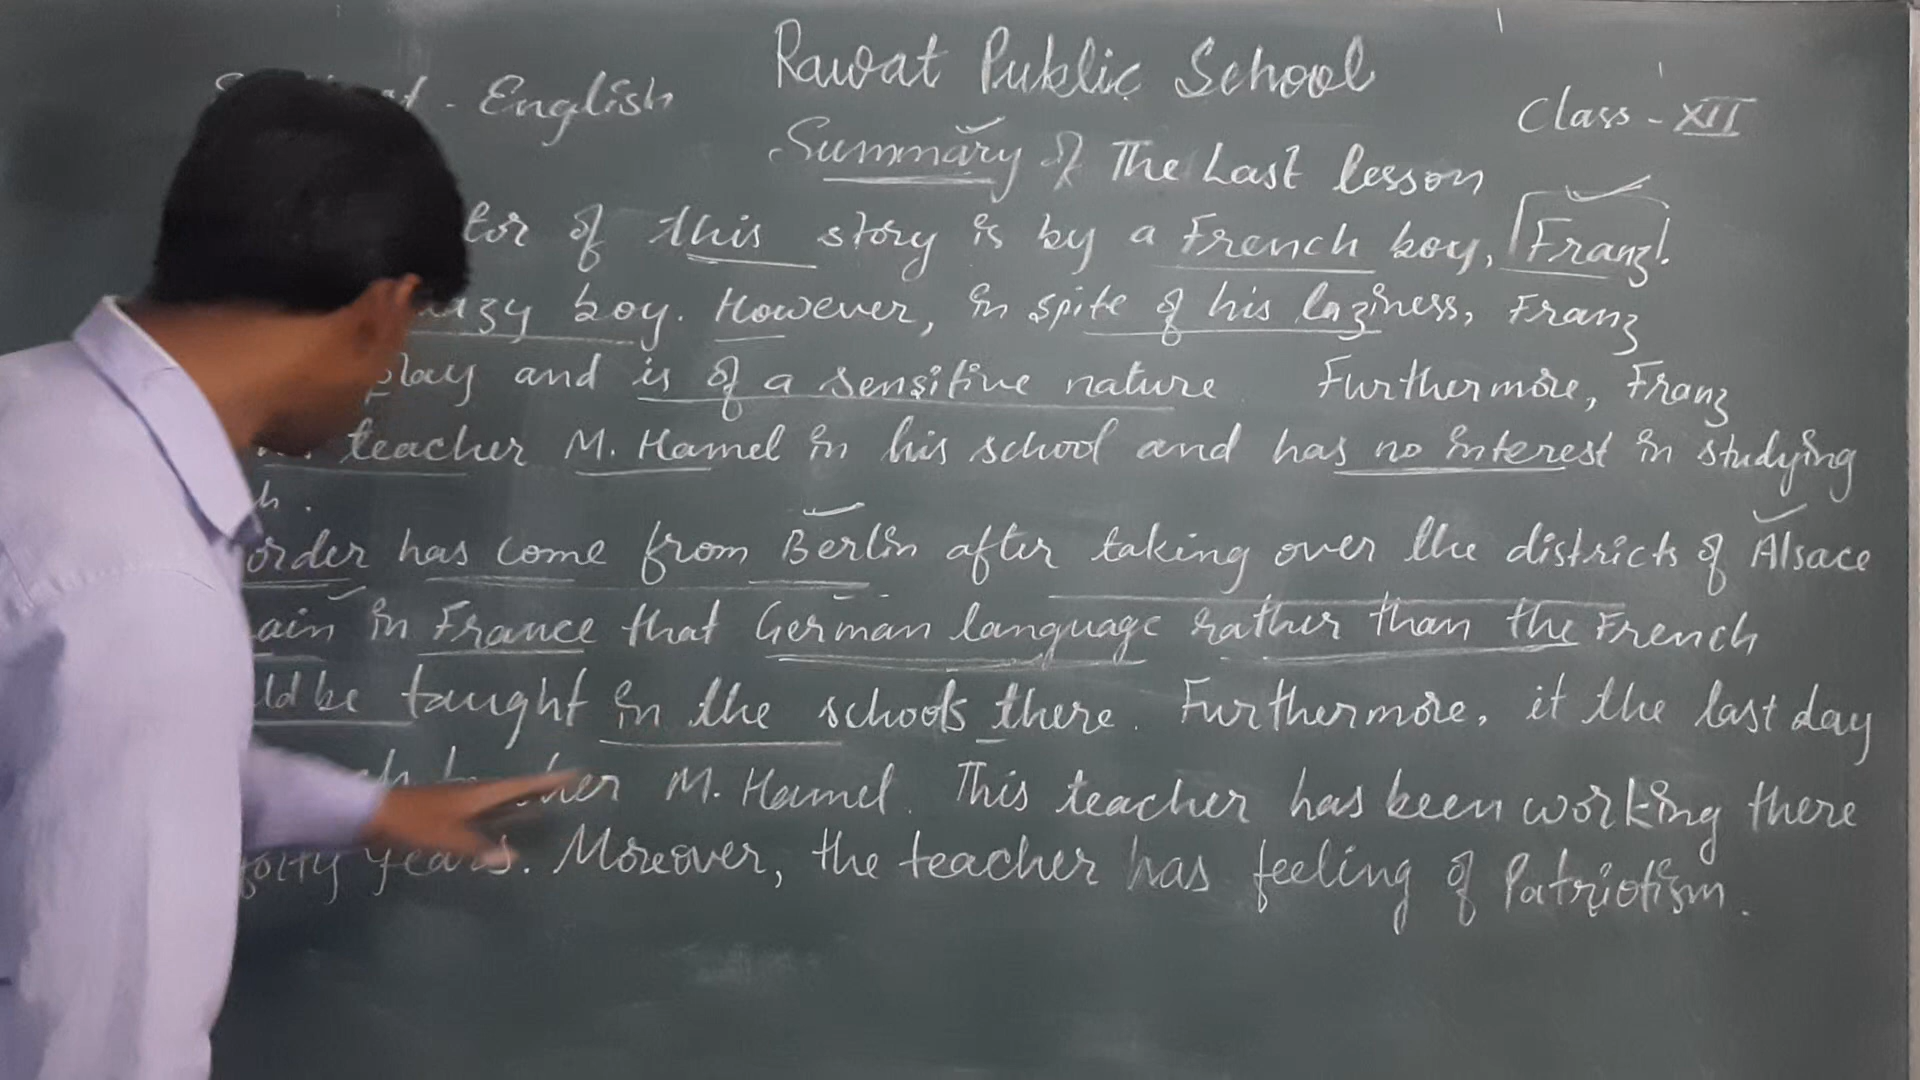 Rawat Public School
- English
Class - XII
Summary of The Last lesson
of this story is by a French boy, Franz!
boy. However, in spite of his laziness, Franz
play and is of a sensitive nature Furthermore, Franz
teacher M. Hamel in his school and has no interest in studying
order has come from Berlin after taking over the districts of Alsace
in France that German language rather than the French
be taught in the schools there. Furthermore, it the last day
M. Hamel. This teacher has been working there
forty years. Moreover, the teacher has feeling of Patriotism.